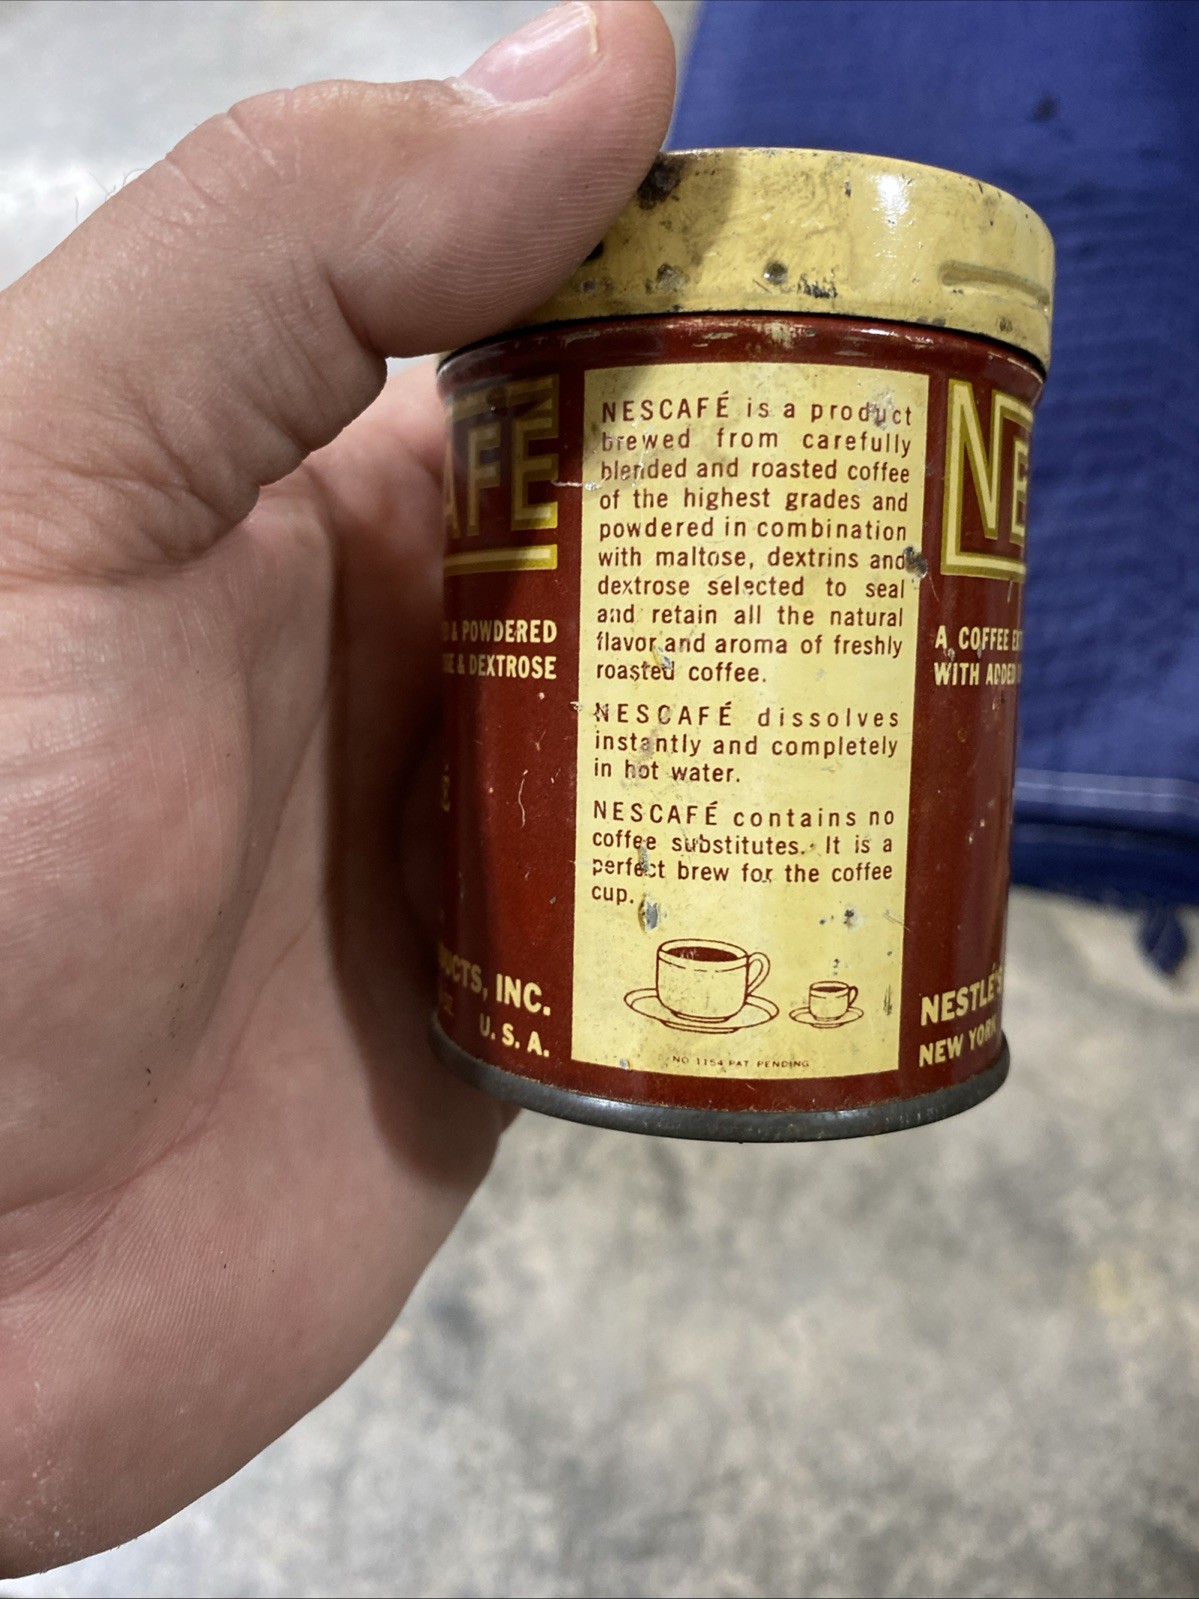 AFÉ
& POWDERED
& DEXTROSE
INC.
U. S. A.
NESCAFÉ is a product
brewed from carefully
blended and roasted coffee
of the highest grades and
powdered in combination
with maltose, dextrins and
dextrose selected to seal
and retain all the natural
flavor and aroma of freshly
roasted coffee.
NESCAFÉ dissolves
instantly and completely
in hot water.
NESCAFÉ contains no
coffee substitutes. It is a
perfect brew for the coffee
cup.
NO 1154 PAT. PENDING
NE
A COFFEE
WITH ADDED
NESTLÉ'S
NEW YORK